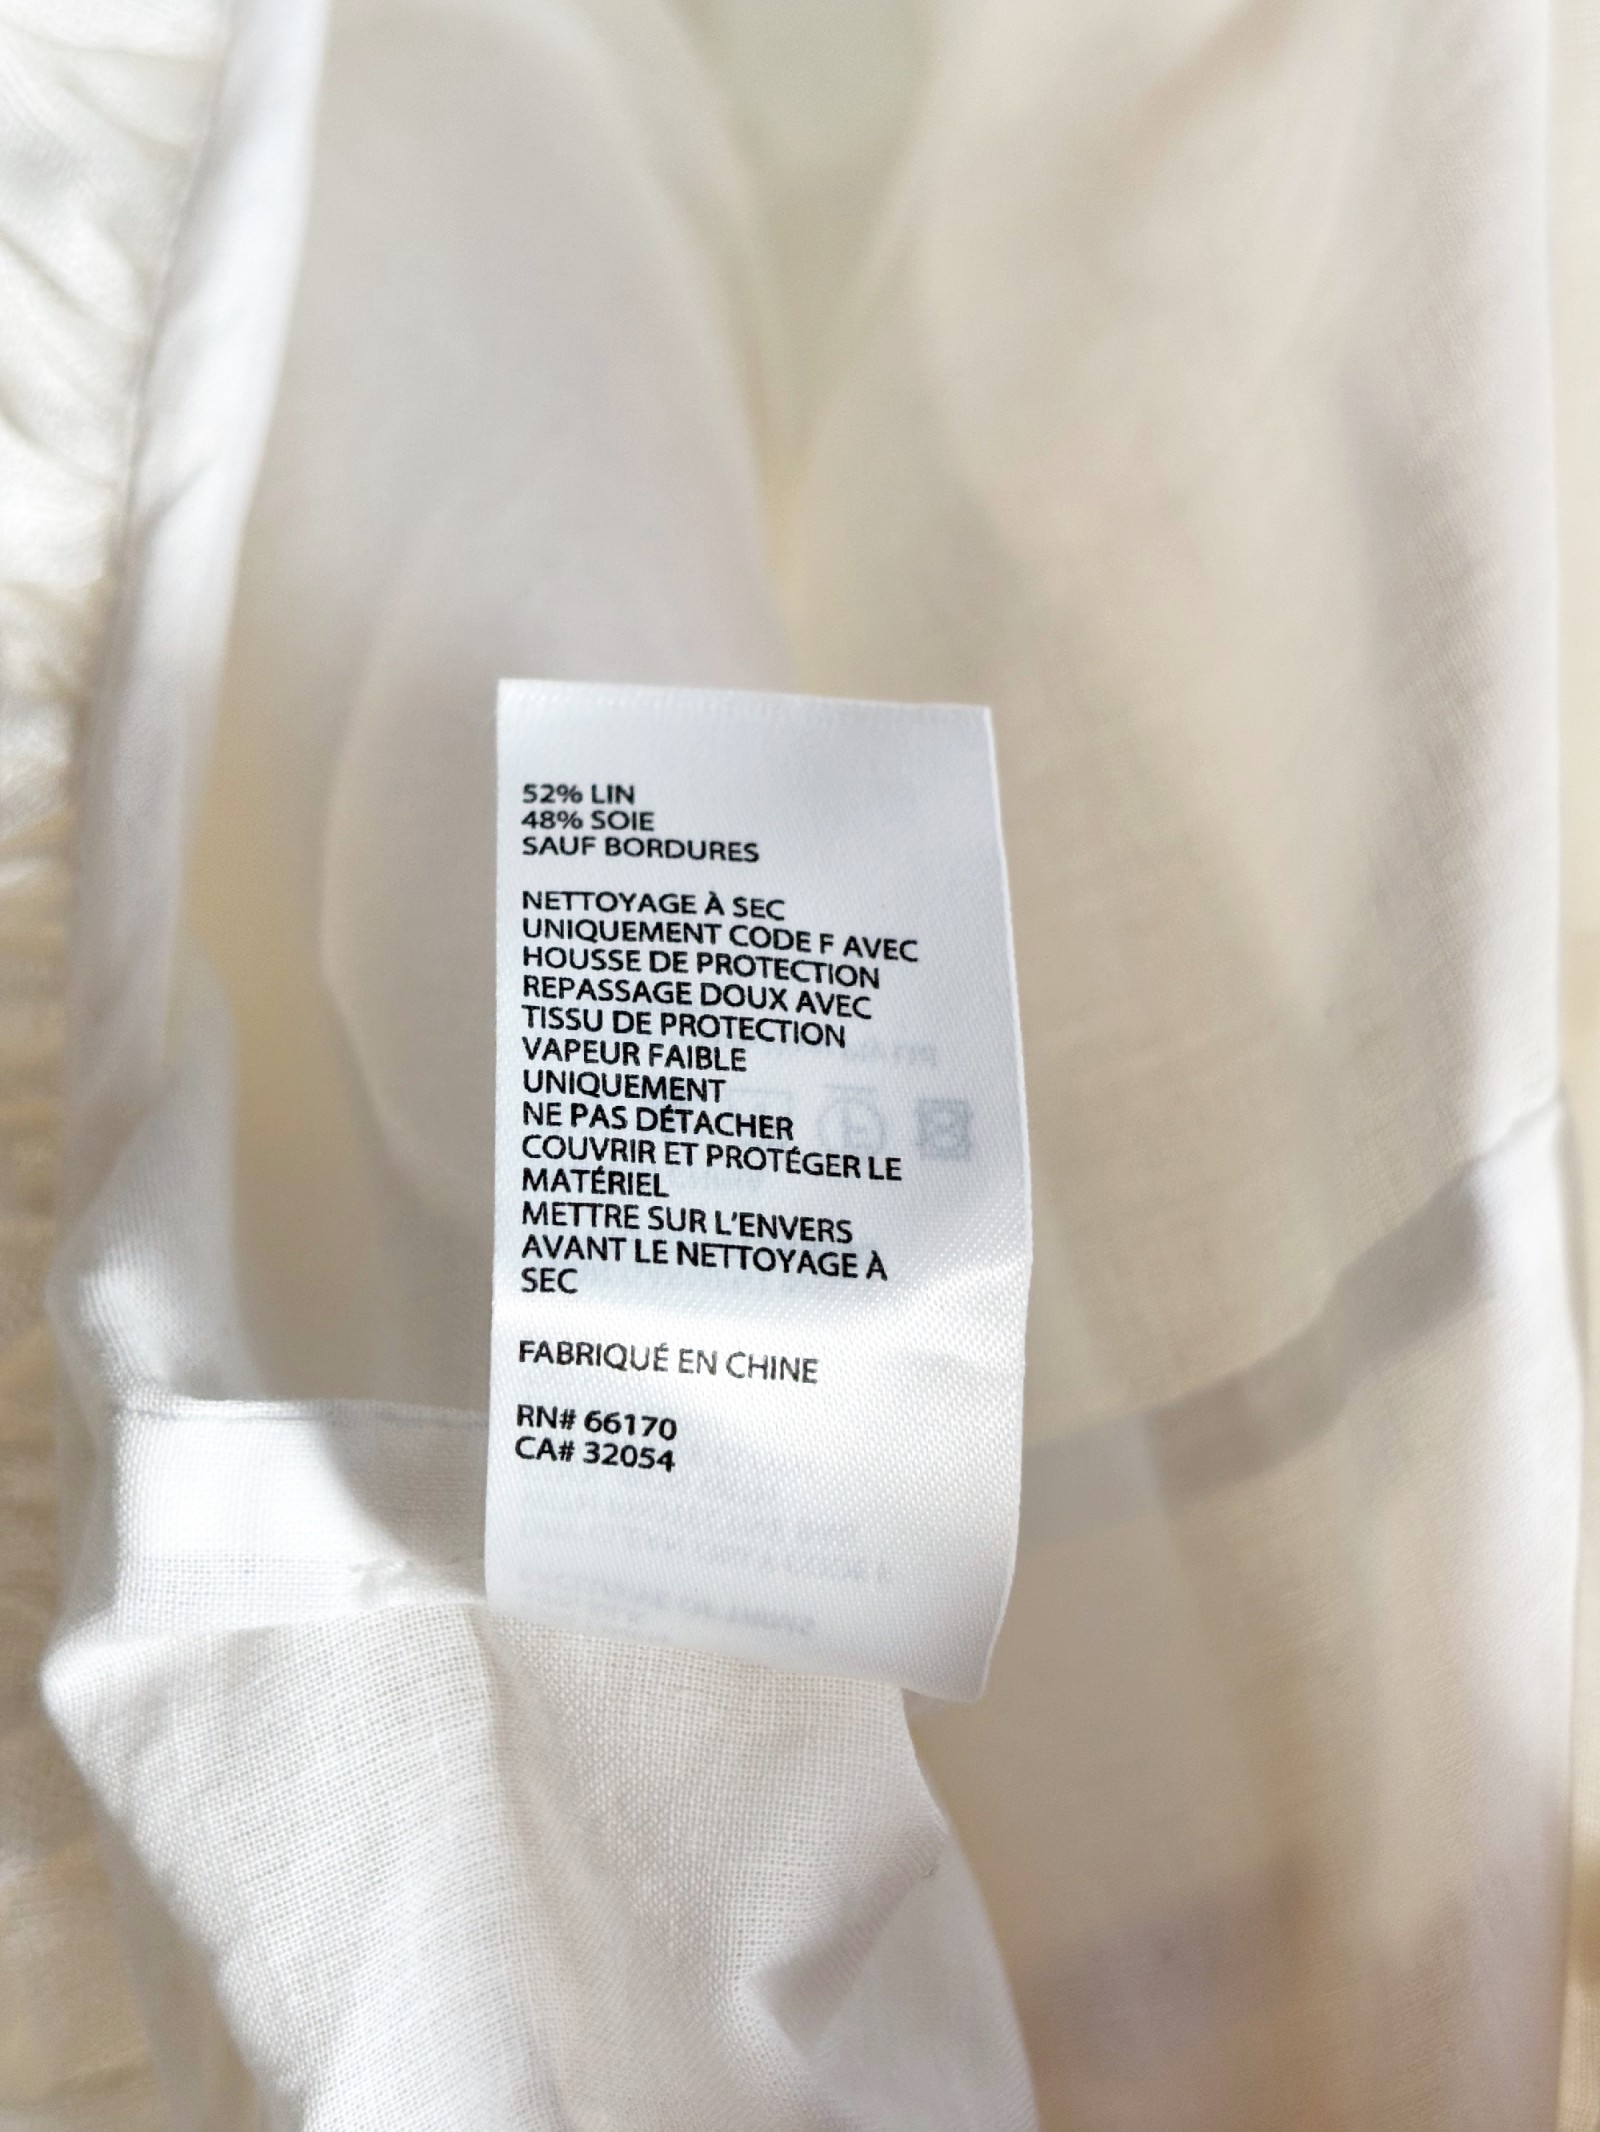 52% LIN
48% SOIE
SAUF BORDURES
NETTOYAGE À SEC
UNIQUEMENT CODE F AVEC
HOUSSE DE PROTECTION
REPASSAGE DOUX AVEC
TISSU DE PROTECTION
VAPEUR FAIBLE
UNIQUEMENT
NE PAS DÉTACHER
COUVRIR ET PROTÉGER LE
MATÉRIEL
METTRE SUR L'ENVERS
AVANT LE NETTOYAGE À
SEC
FABRIQUÉ EN CHINE
RN# 66170
CA# 32054